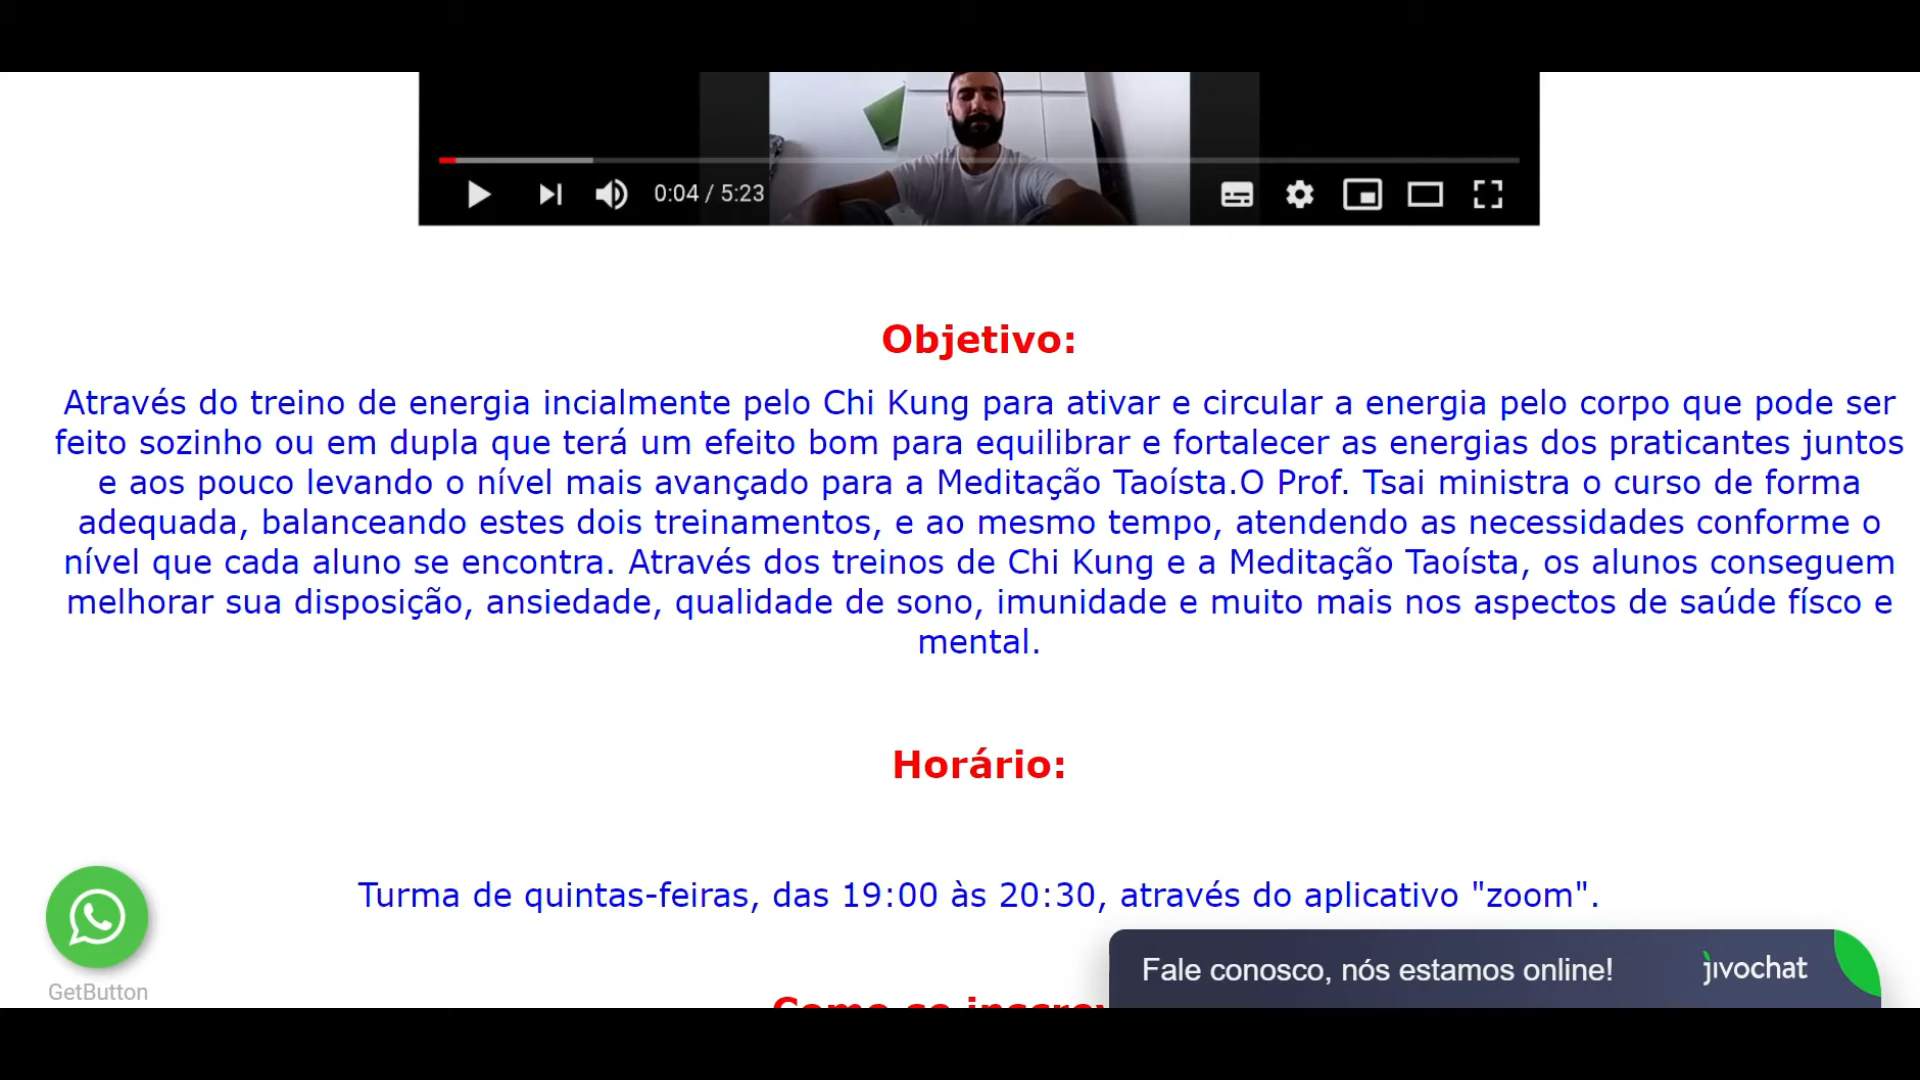 0:04 / 5:23
Objetivo:
Através do treino de energia incialmente pelo Chi Kung para ativar e circular a energia pelo corpo que pode ser
feito sozinho ou em dupla que terá um efeito bom para equilibrar e fortalecer as energias dos praticantes juntos
e aos pouco levando o nível mais avançado para a Meditação Taoísta.O Prof. Tsai ministra o curso de forma
adequada, balanceando estes dois treinamentos, e ao mesmo tempo, atendendo as necessidades conforme o
nível que cada aluno se encontra. Através dos treinos de Chi Kung e a Meditação Taoísta, os alunos conseguem
melhorar sua disposição, ansiedade, qualidade de sono, imunidade e muito mais nos aspectos de saúde físco e
mental.
Horário:
Turma de quintas-feiras, das 19:00 às 20:30, através do aplicativo "zoom".
Fale conosco, nós estamos online!
jivochat
GetButton
Como se